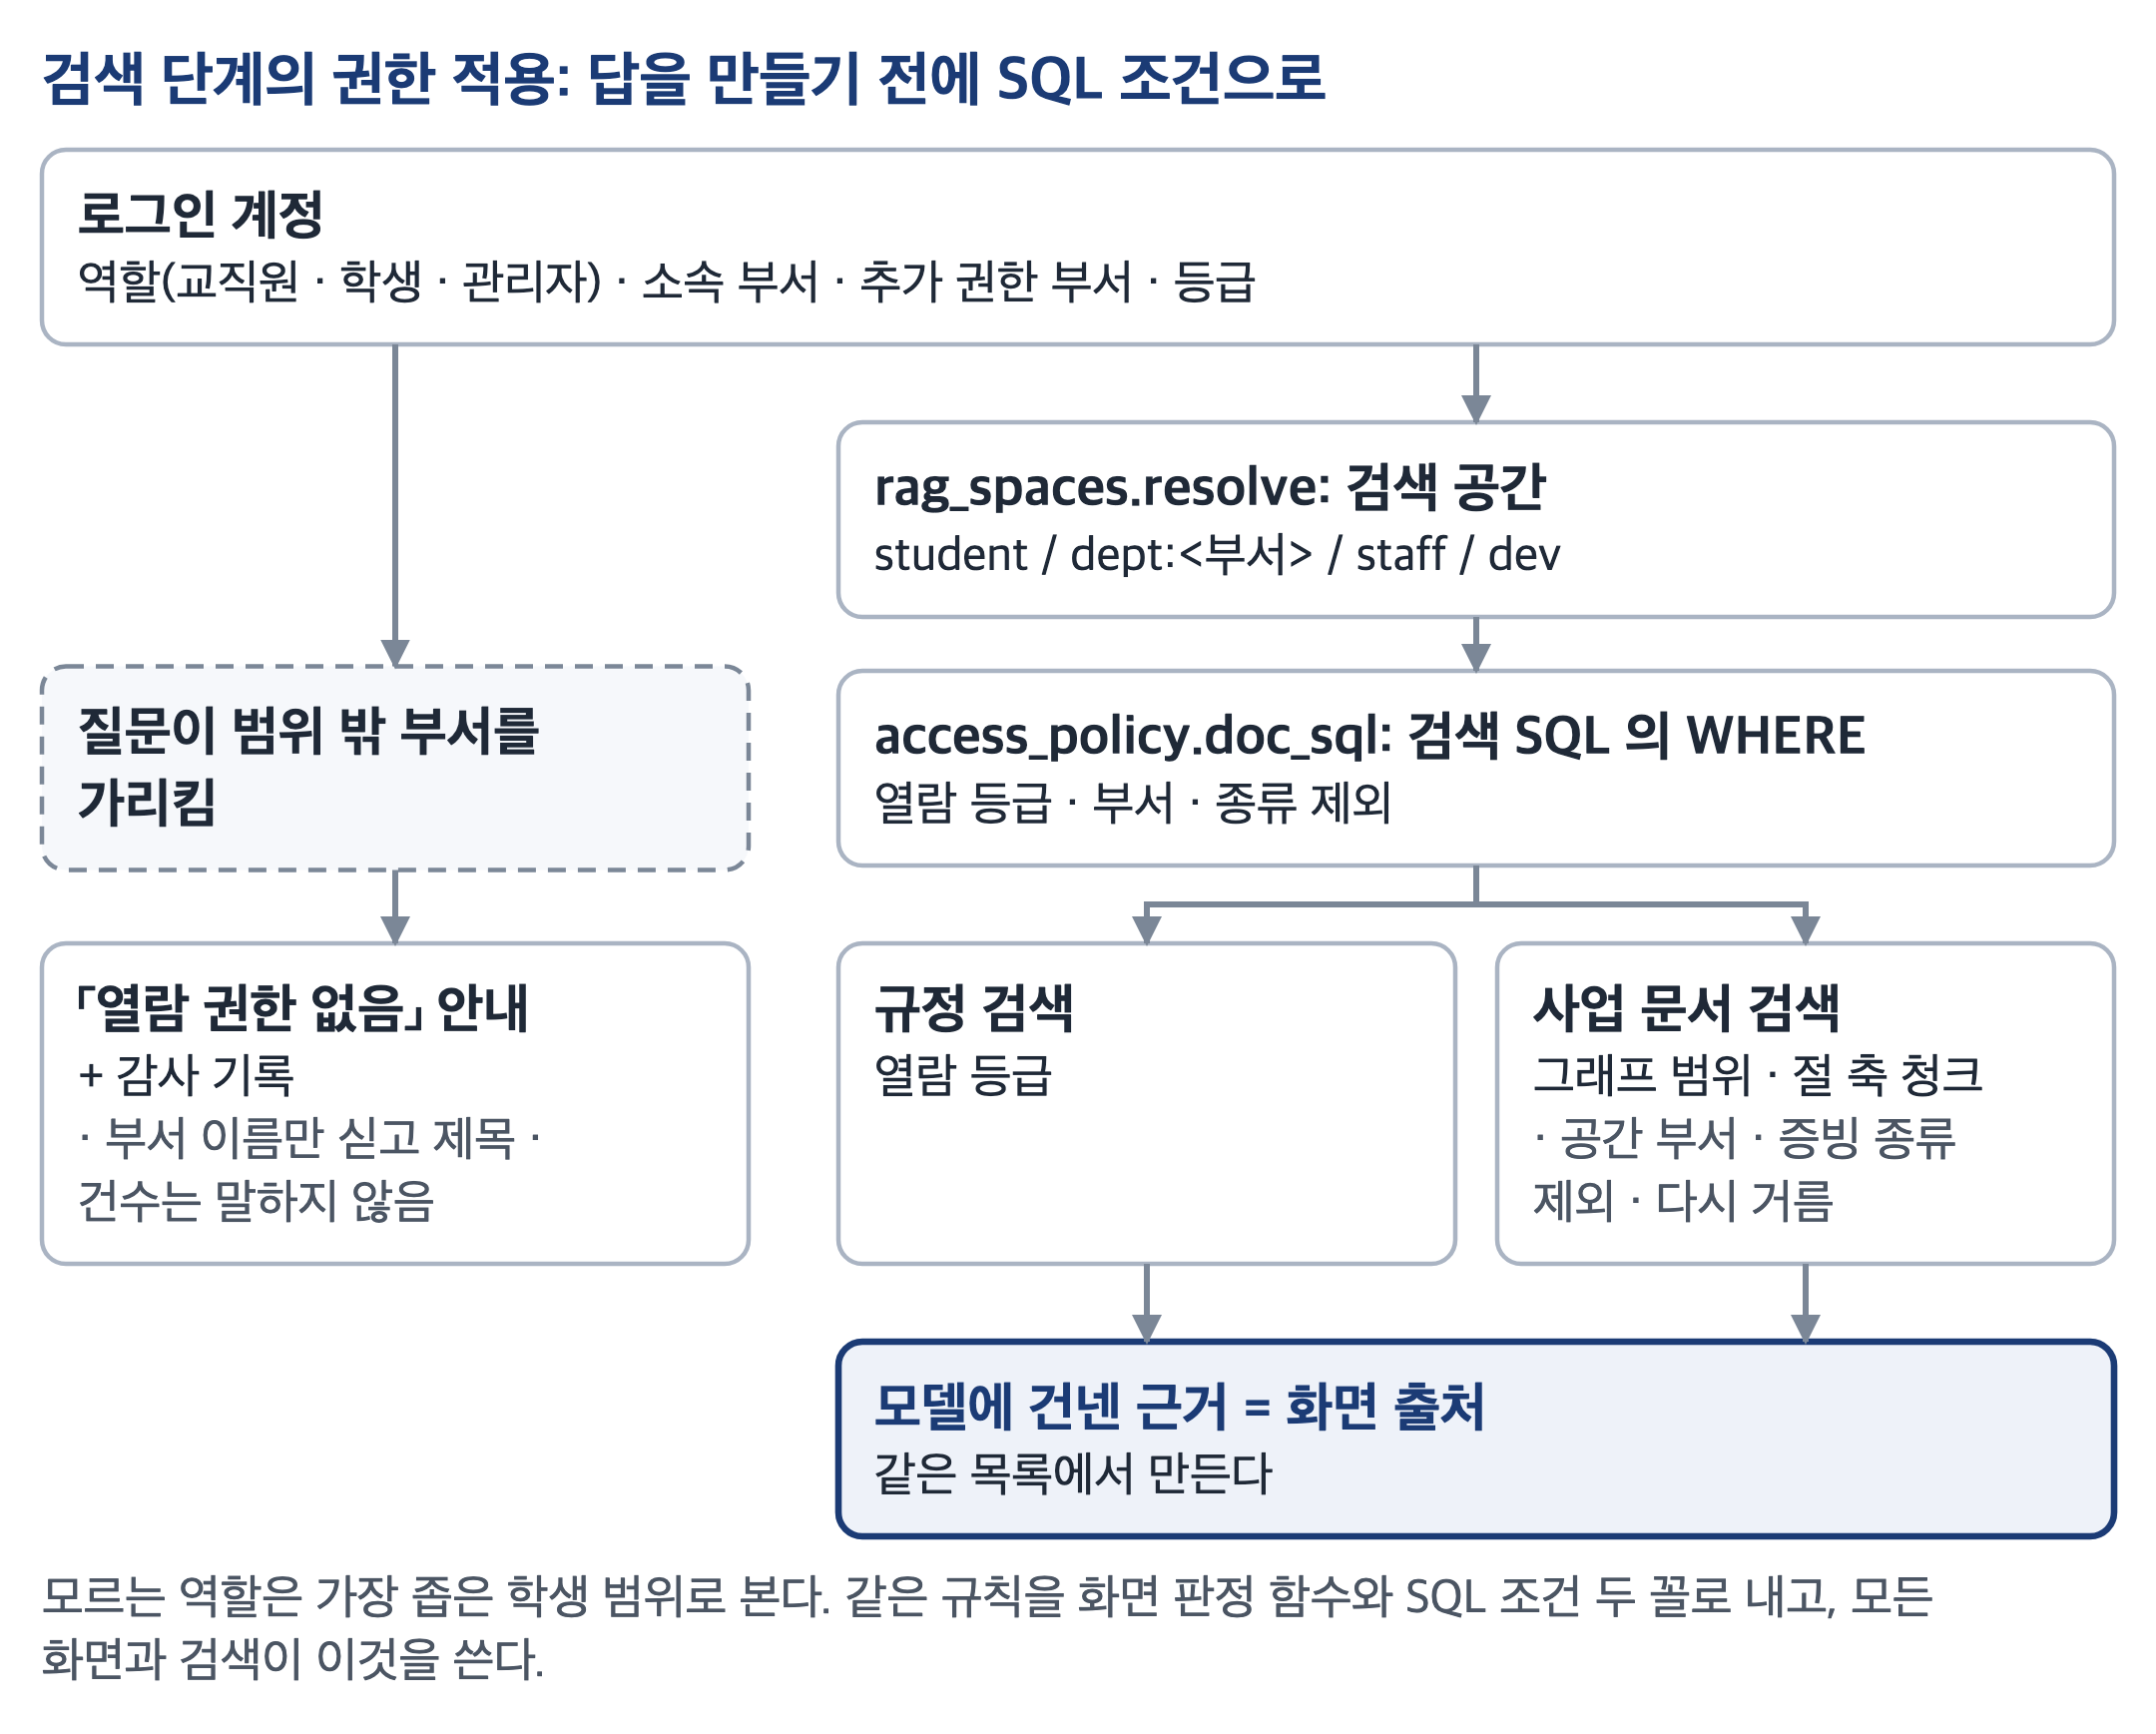 검색 단계의 권한 적용: 답을 만들기 전에 SQL 조건으로
로그인 계정
역할(교직원 · 학생 · 관리자) · 소속 부서 · 추가 권한 부서 · 등급
rag_spaces.resolve: 검색 공간
student / dept:<부서> / staff / dev
질문이 범위 밖 부서를
가리킴
access_policy.doc_sql: 검색 SQL 의 WHERE
열람 등급 · 부서 · 종류 제외
「열람 권한 없음」 안내
+ 감사 기록
· 부서 이름만 싣고 제목 ·
건수는 말하지 않음
규정 검색
열람 등급
사업 문서 검색
그래프 범위 · 절 축 청크
· 공간 부서 · 증빙 종류
제외 · 다시 거름
모델에 건넨 근거 = 화면 출처
같은 목록에서 만든다
모르는 역할은 가장 좁은 학생 범위로 본다. 같은 규칙을 화면 판정 함수와 SQL 조건 두 꼴로 내고, 모든
화면과 검색이 이것을 쓴다.